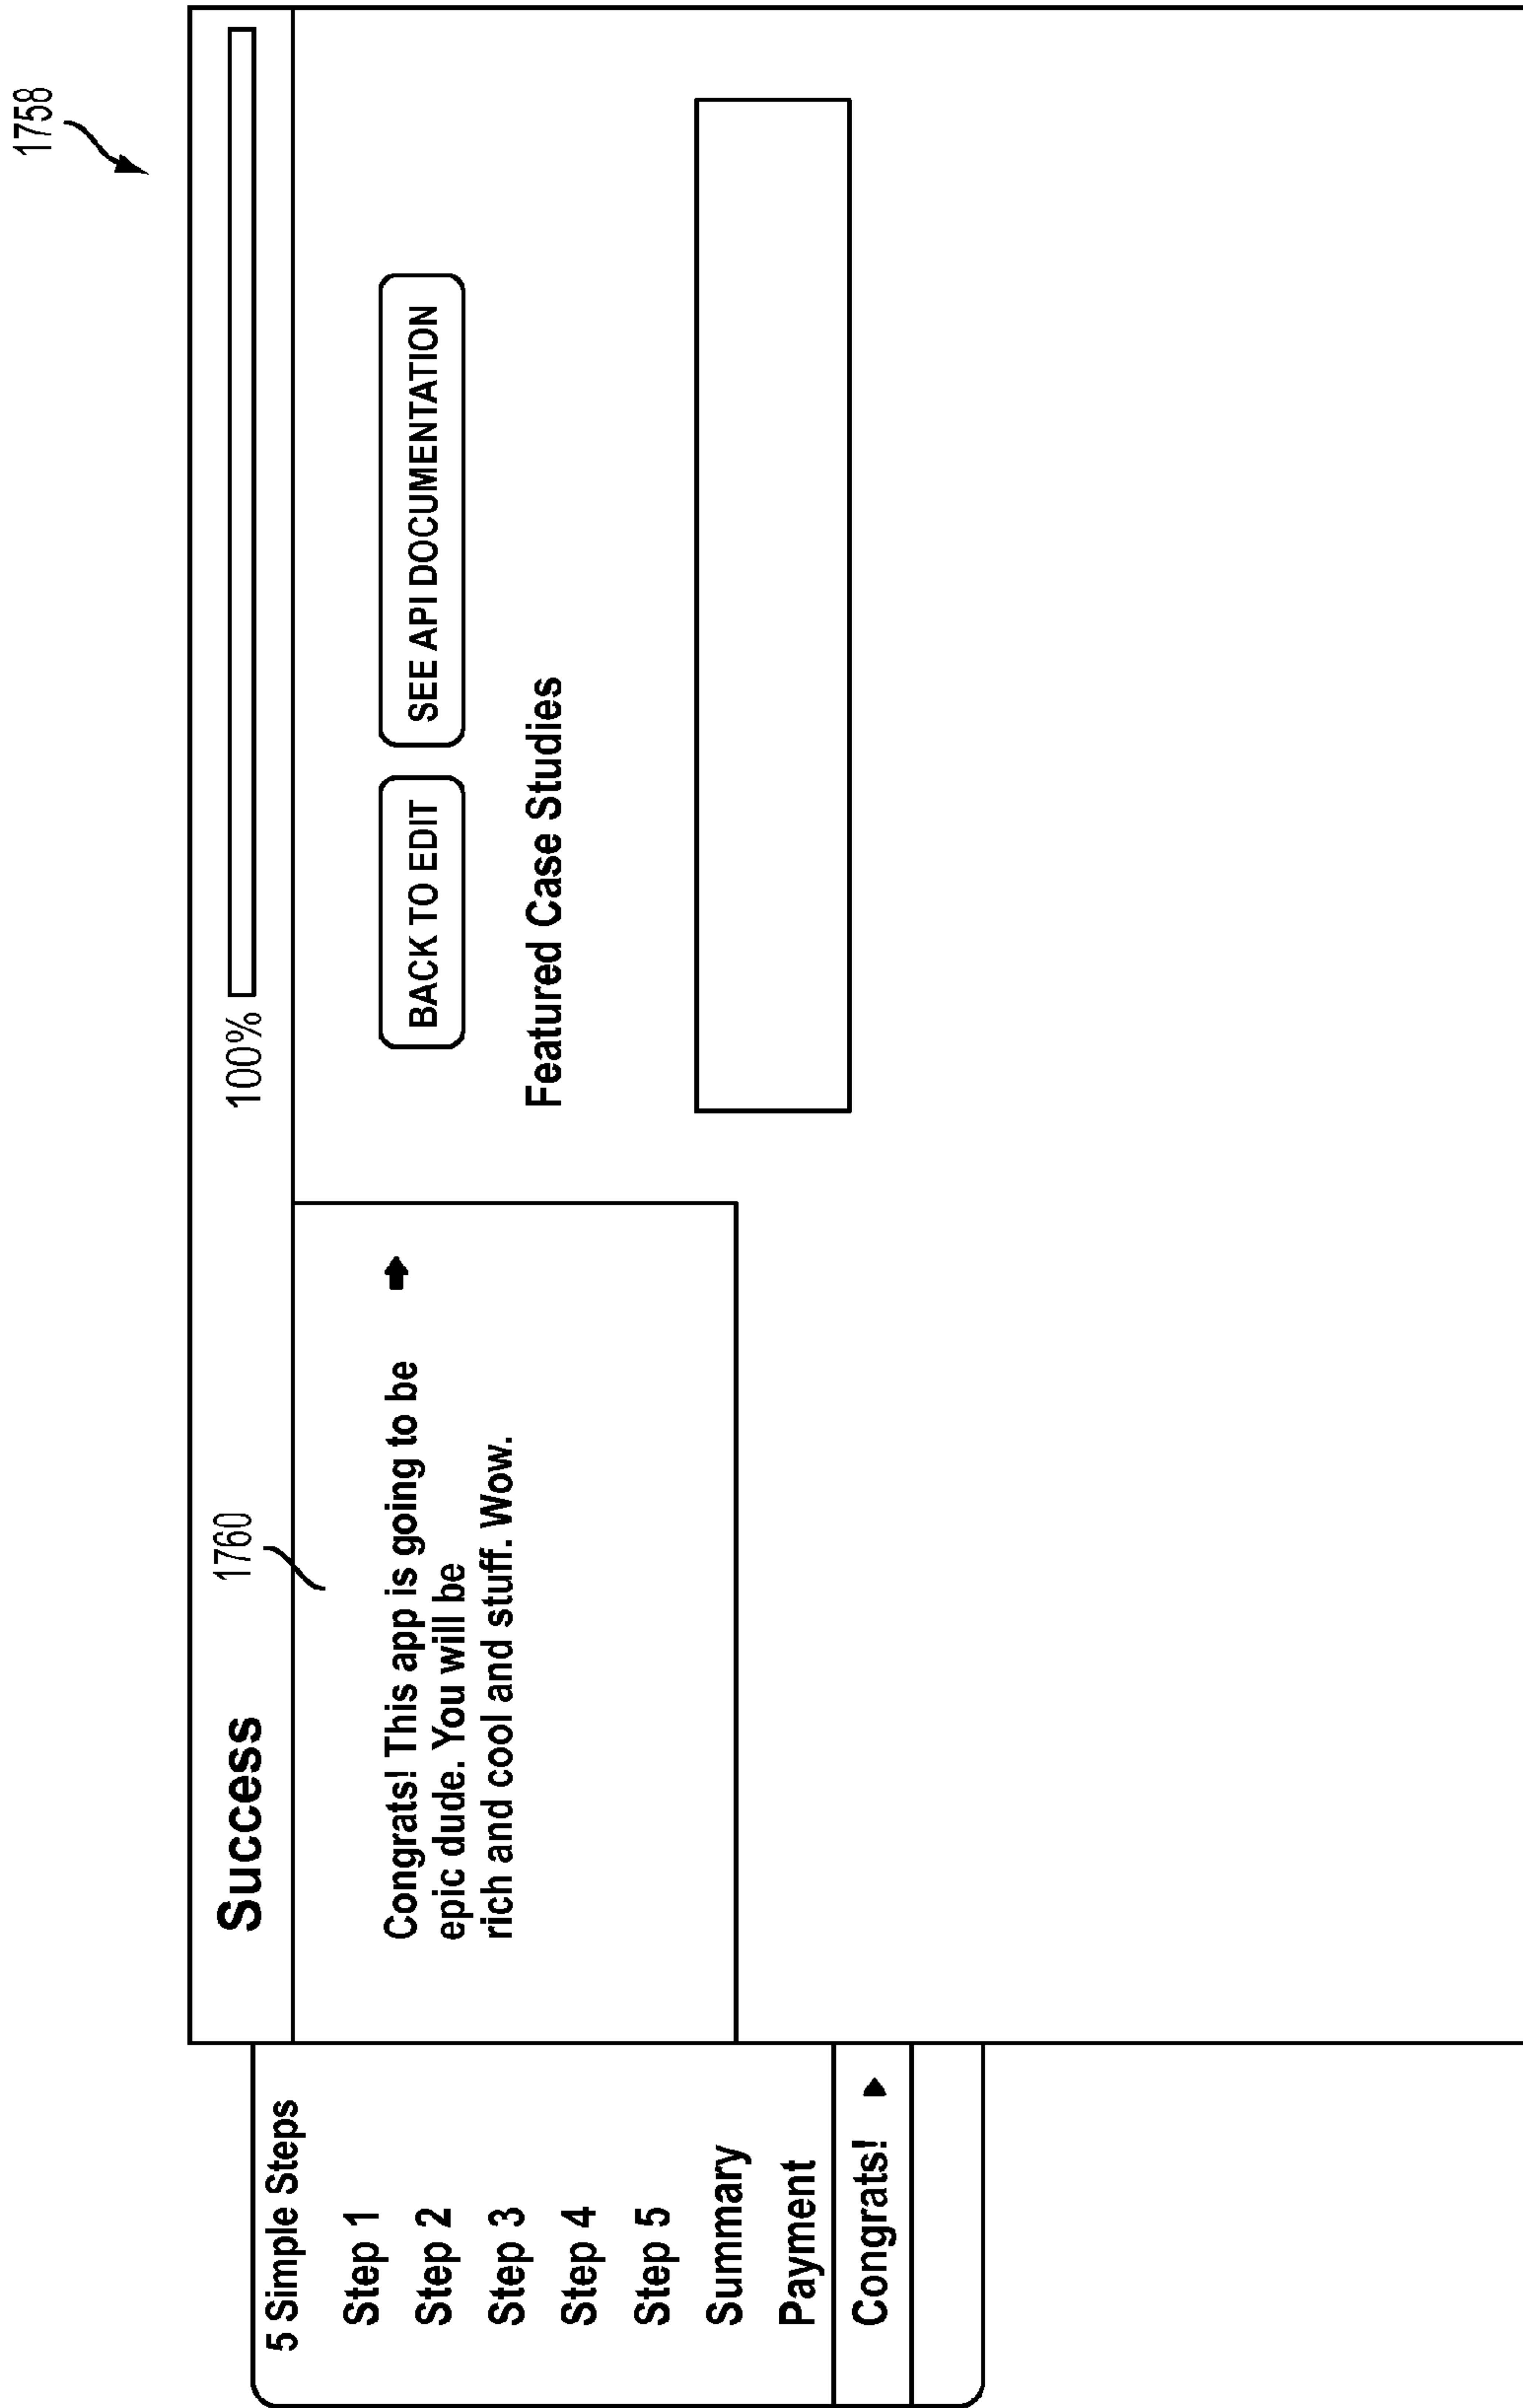 1758
5 Simple Steps
Step 1
Step 2
Step 3
Step 4
Step 5
Summary
Payment
Congrats!
Success
1760
100%
Congrats! This app is going to be
epic dude. You will be
rich and cool and stuff. Wow.
BACK TO EDIT
SEE API DOCUMENTATION
Featured Case Studies